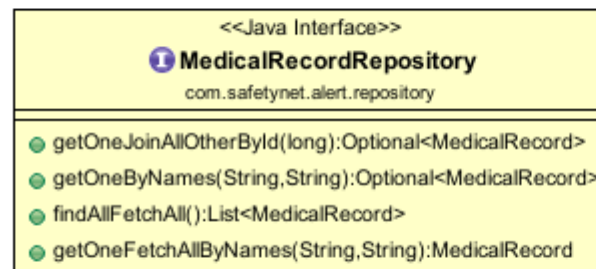 <<Java Interface>>
I MedicalRecordRepository
com.safetynet.alert.repository
getOneJoinAllOtherById(long):Optional<MedicalRecord>
getOneByNames(String,String):Optional<MedicalRecord>
findAllFetchAll():List<MedicalRecord>
getOneFetchAllByNames(String,String):MedicalRecord